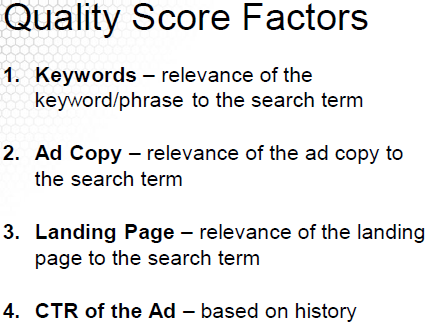 Quality Score Factors
1. Keywords – relevance of the
keyword/phrase to the search term
2. Ad Copy – relevance of the ad copy to
the search term
3. Landing Page – relevance of the landing
page to the search term
4. CTR of the Ad – based on history